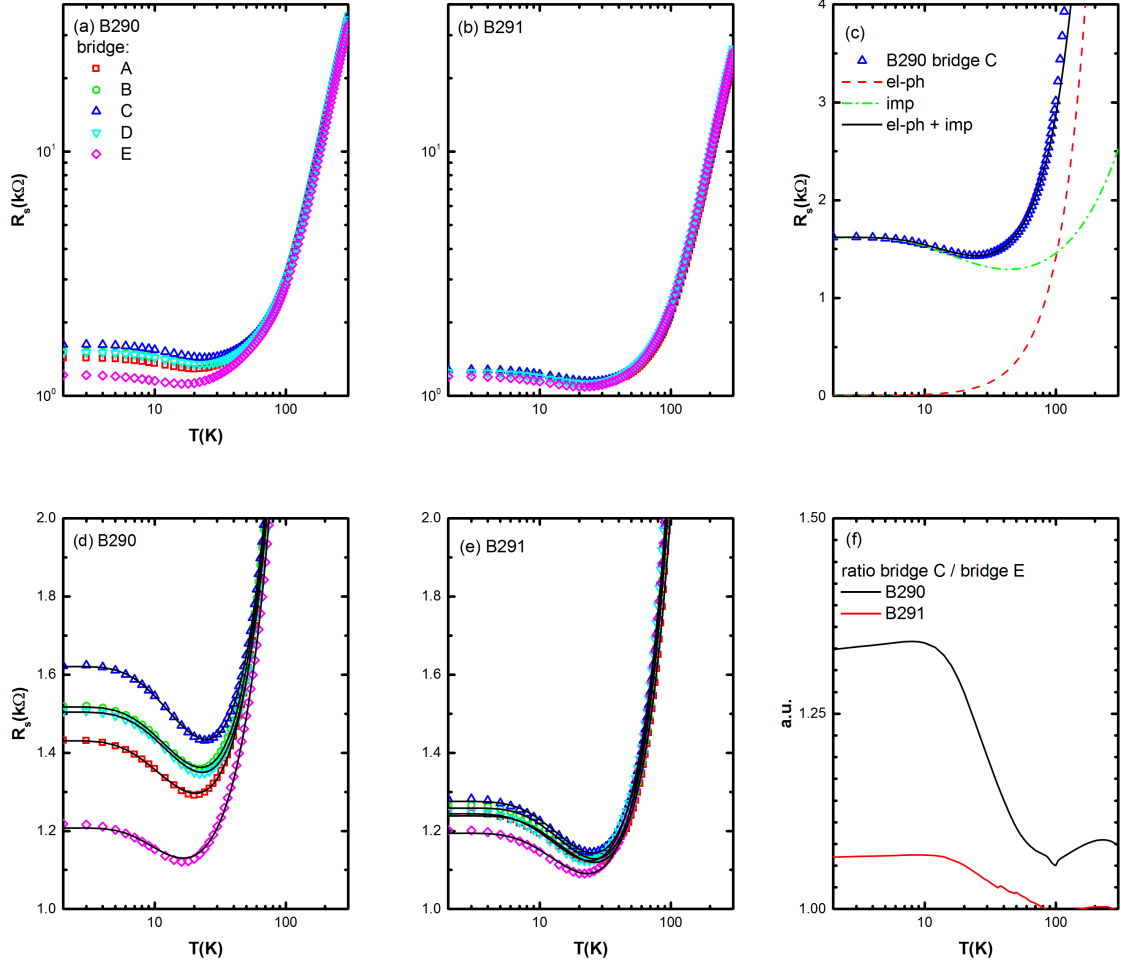 (a) B290
bridge:
A
B
C
D
E
10¹
10⁰
R_s(kΩ)
10
100
T(K)
(b) B291
10¹
10⁰
10
100
T(K)
(c)
B290 bridge C
el-ph
imp
el-ph + imp
4
3
2
1
0
R_s(kΩ)
10
100
(d) B290
2.0
1.8
1.6
1.4
1.2
1.0
R_s(kΩ)
10
100
T(K)
(e) B291
2.0
1.8
1.6
1.4
1.2
1.0
10
100
T(K)
(f)
ratio bridge C / bridge E
B290
B291
1.50
1.25
1.00
a.u.
10
100
T(K)